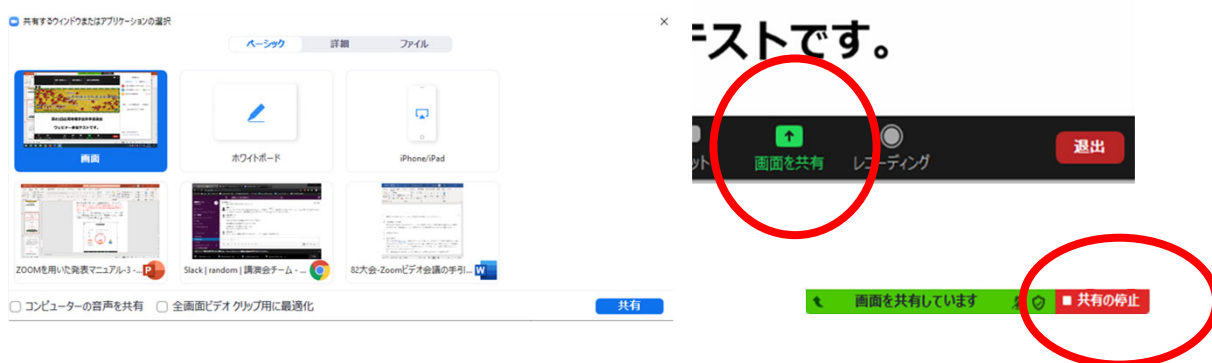 共有するウィンドウまたはアプリケーションの選択
ベーシック 詳細 ファイル
画面
ホワイトボード
iPhone/iPad
ZOOMを用いた発表マニュアル-3 -...
Slack | random | 講演会チーム - ...
82大会-Zoomビデオ会議の手引...
コンピューターの音声を共有
全画面ビデオ クリップ用に最適化
共有
テストです。
ット
画面を共有
レコーディング
退出
画面を共有しています
共有の停止